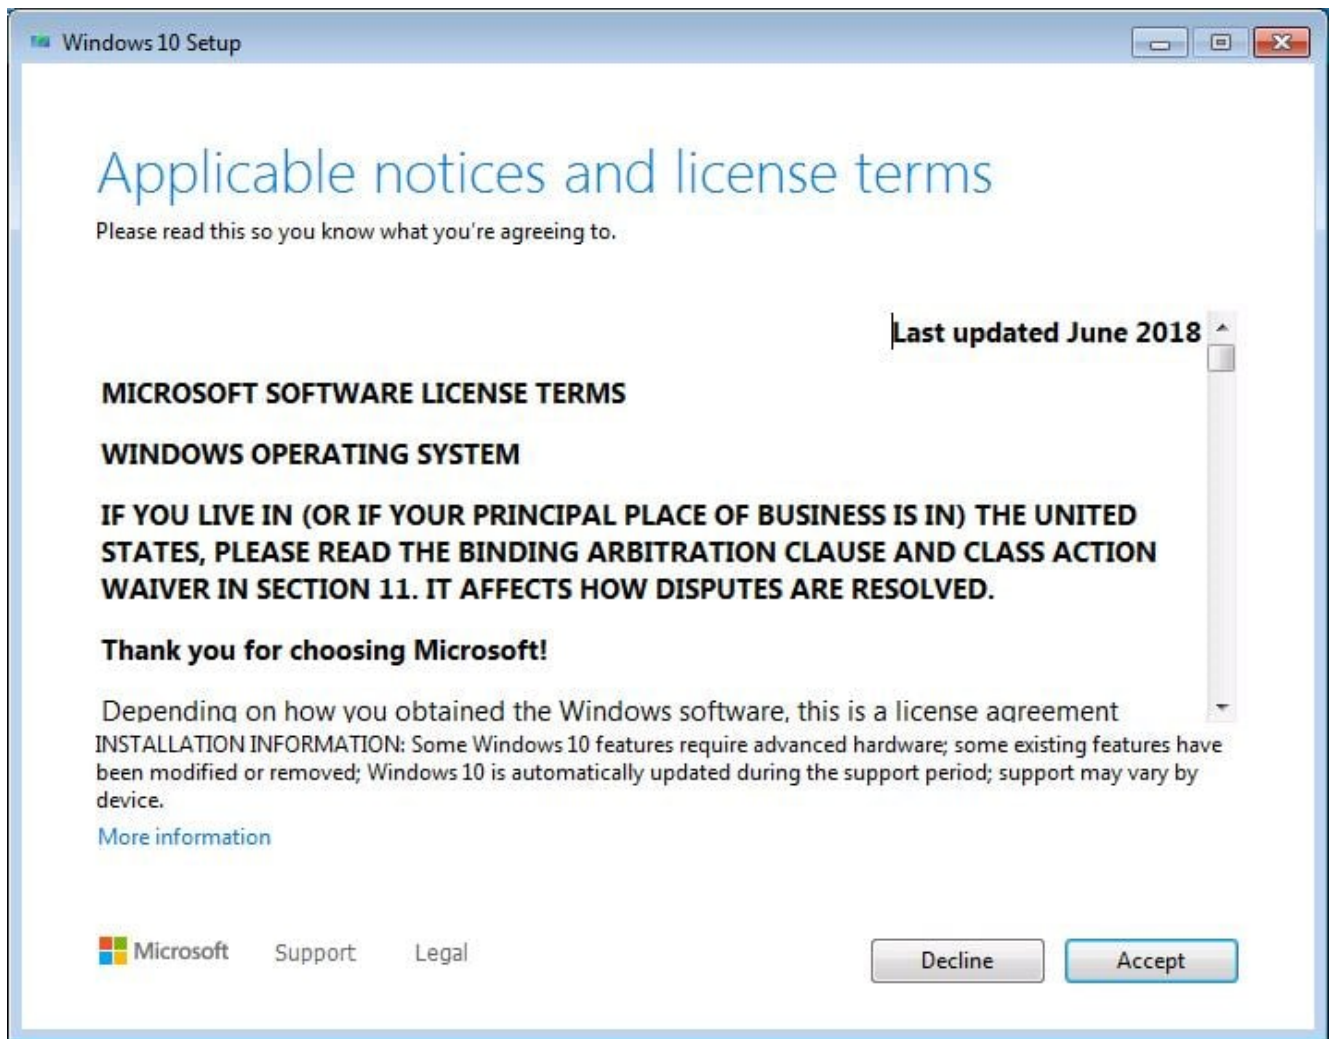 Windows 10 Setup
Applicable notices and license terms
Please read this so you know what you're agreeing to.
Last updated June 2018
MICROSOFT SOFTWARE LICENSE TERMS
WINDOWS OPERATING SYSTEM
IF YOU LIVE IN (OR IF YOUR PRINCIPAL PLACE OF BUSINESS IS IN) THE UNITED
STATES, PLEASE READ THE BINDING ARBITRATION CLAUSE AND CLASS ACTION
WAIVER IN SECTION 11. IT AFFECTS HOW DISPUTES ARE RESOLVED.
Thank you for choosing Microsoft!
Depending on how you obtained the Windows software, this is a license agreement
INSTALLATION INFORMATION: Some Windows 10 features require advanced hardware; some existing features have
been modified or removed; Windows 10 is automatically updated during the support period; support may vary by
device.
More information
Microsoft Support Legal Decline Accept